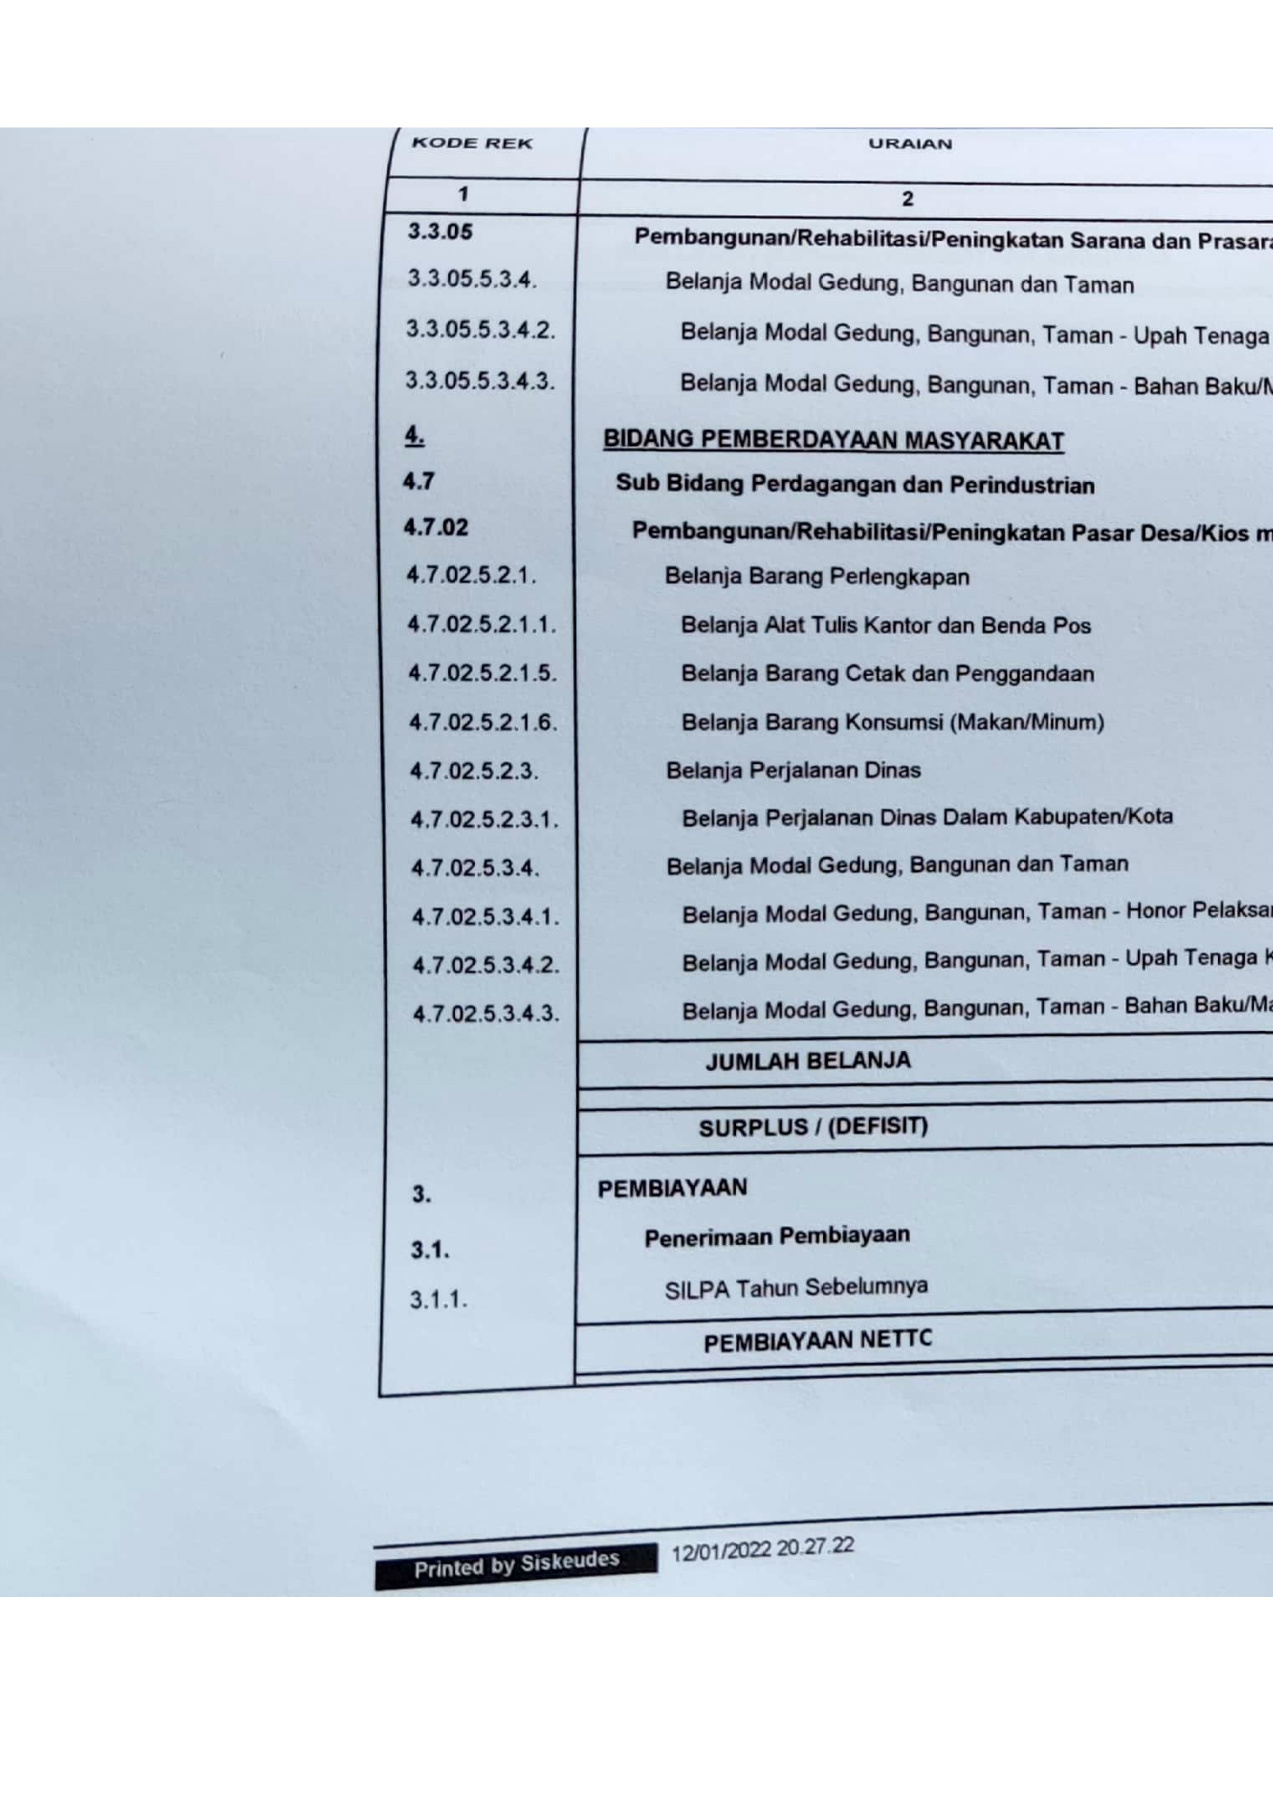 KODE REK URAIAN
1 2
3.3.05 Pembangunan/Rehabilitasi/Peningkatan Sarana dan Prasara
3.3.05.5.3.4. Belanja Modal Gedung, Bangunan dan Taman
3.3.05.5.3.4.2. Belanja Modal Gedung, Bangunan, Taman - Upah Tenaga
3.3.05.5.3.4.3. Belanja Modal Gedung, Bangunan, Taman - Bahan Baku/M
4. BIDANG PEMBERDAYAAN MASYARAKAT
4.7 Sub Bidang Perdagangan dan Perindustrian
4.7.02 Pembangunan/Rehabilitasi/Peningkatan Pasar Desa/Kios m
4.7.02.5.2.1. Belanja Barang Perlengkapan
4.7.02.5.2.1.1. Belanja Alat Tulis Kantor dan Benda Pos
4.7.02.5.2.1.5. Belanja Barang Cetak dan Penggandaan
4.7.02.5.2.1.6. Belanja Barang Konsumsi (Makan/Minum)
4.7.02.5.2.3. Belanja Perjalanan Dinas
4.7.02.5.2.3.1. Belanja Perjalanan Dinas Dalam Kabupaten/Kota
4.7.02.5.3.4. Belanja Modal Gedung, Bangunan dan Taman
4.7.02.5.3.4.1. Belanja Modal Gedung, Bangunan, Taman - Honor Pelaksa
4.7.02.5.3.4.2. Belanja Modal Gedung, Bangunan, Taman - Upah Tenaga K
4.7.02.5.3.4.3. Belanja Modal Gedung, Bangunan, Taman - Bahan Baku/Ma
JUMLAH BELANJA
SURPLUS / (DEFISIT)
3. PEMBIAYAAN
3.1. Penerimaan Pembiayaan
3.1.1. SILPA Tahun Sebelumnya
PEMBIAYAAN NETTC
Printed by Siskeudes 12/01/2022 20.27.22